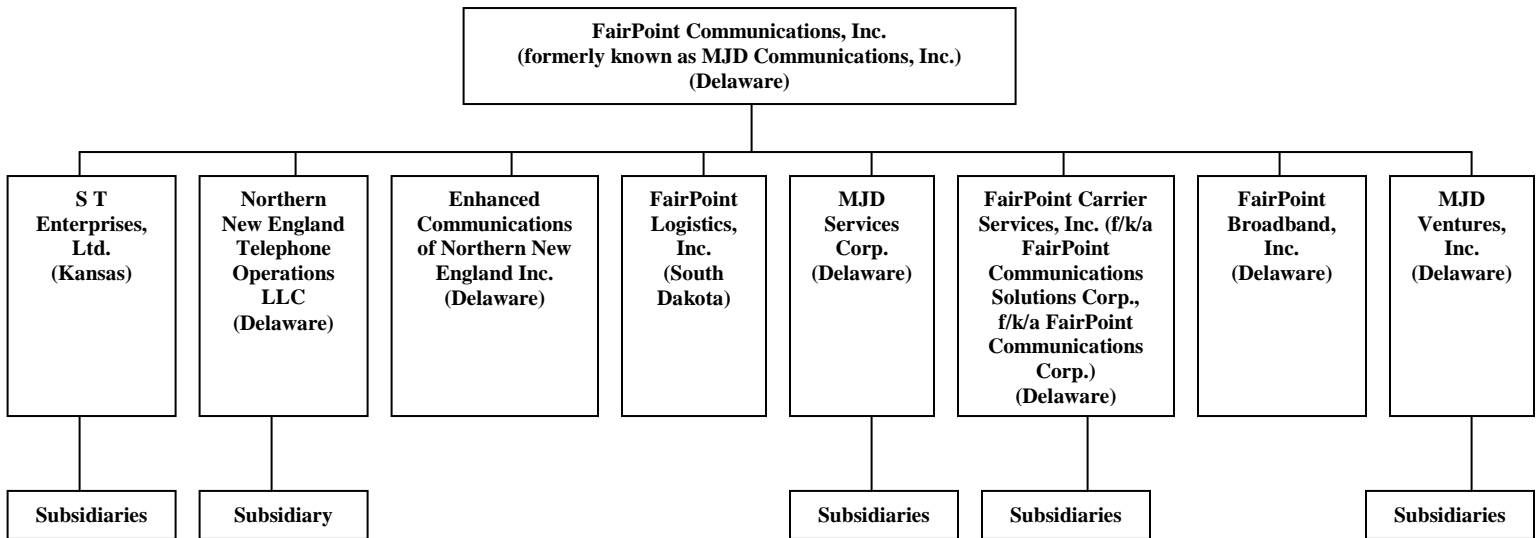 FairPoint Communications, Inc.
(formerly known as MJD Communications, Inc.)
(Delaware)
S T
Enterprises,
Ltd.
(Kansas)
Northern
New England
Telephone
Operations
LLC
(Delaware)
Enhanced
Communications
of Northern New
England Inc.
(Delaware)
FairPoint
Logistics,
Inc.
(South
Dakota)
MJD
Services
Corp.
(Delaware)
FairPoint Carrier
Services, Inc. (f/k/a
FairPoint
Communications
Solutions Corp.,
f/k/a FairPoint
Communications
Corp.)
(Delaware)
FairPoint
Broadband,
Inc.
(Delaware)
MJD
Ventures,
Inc.
(Delaware)
Subsidiaries
Subsidiary
Subsidiaries
Subsidiaries
Subsidiaries